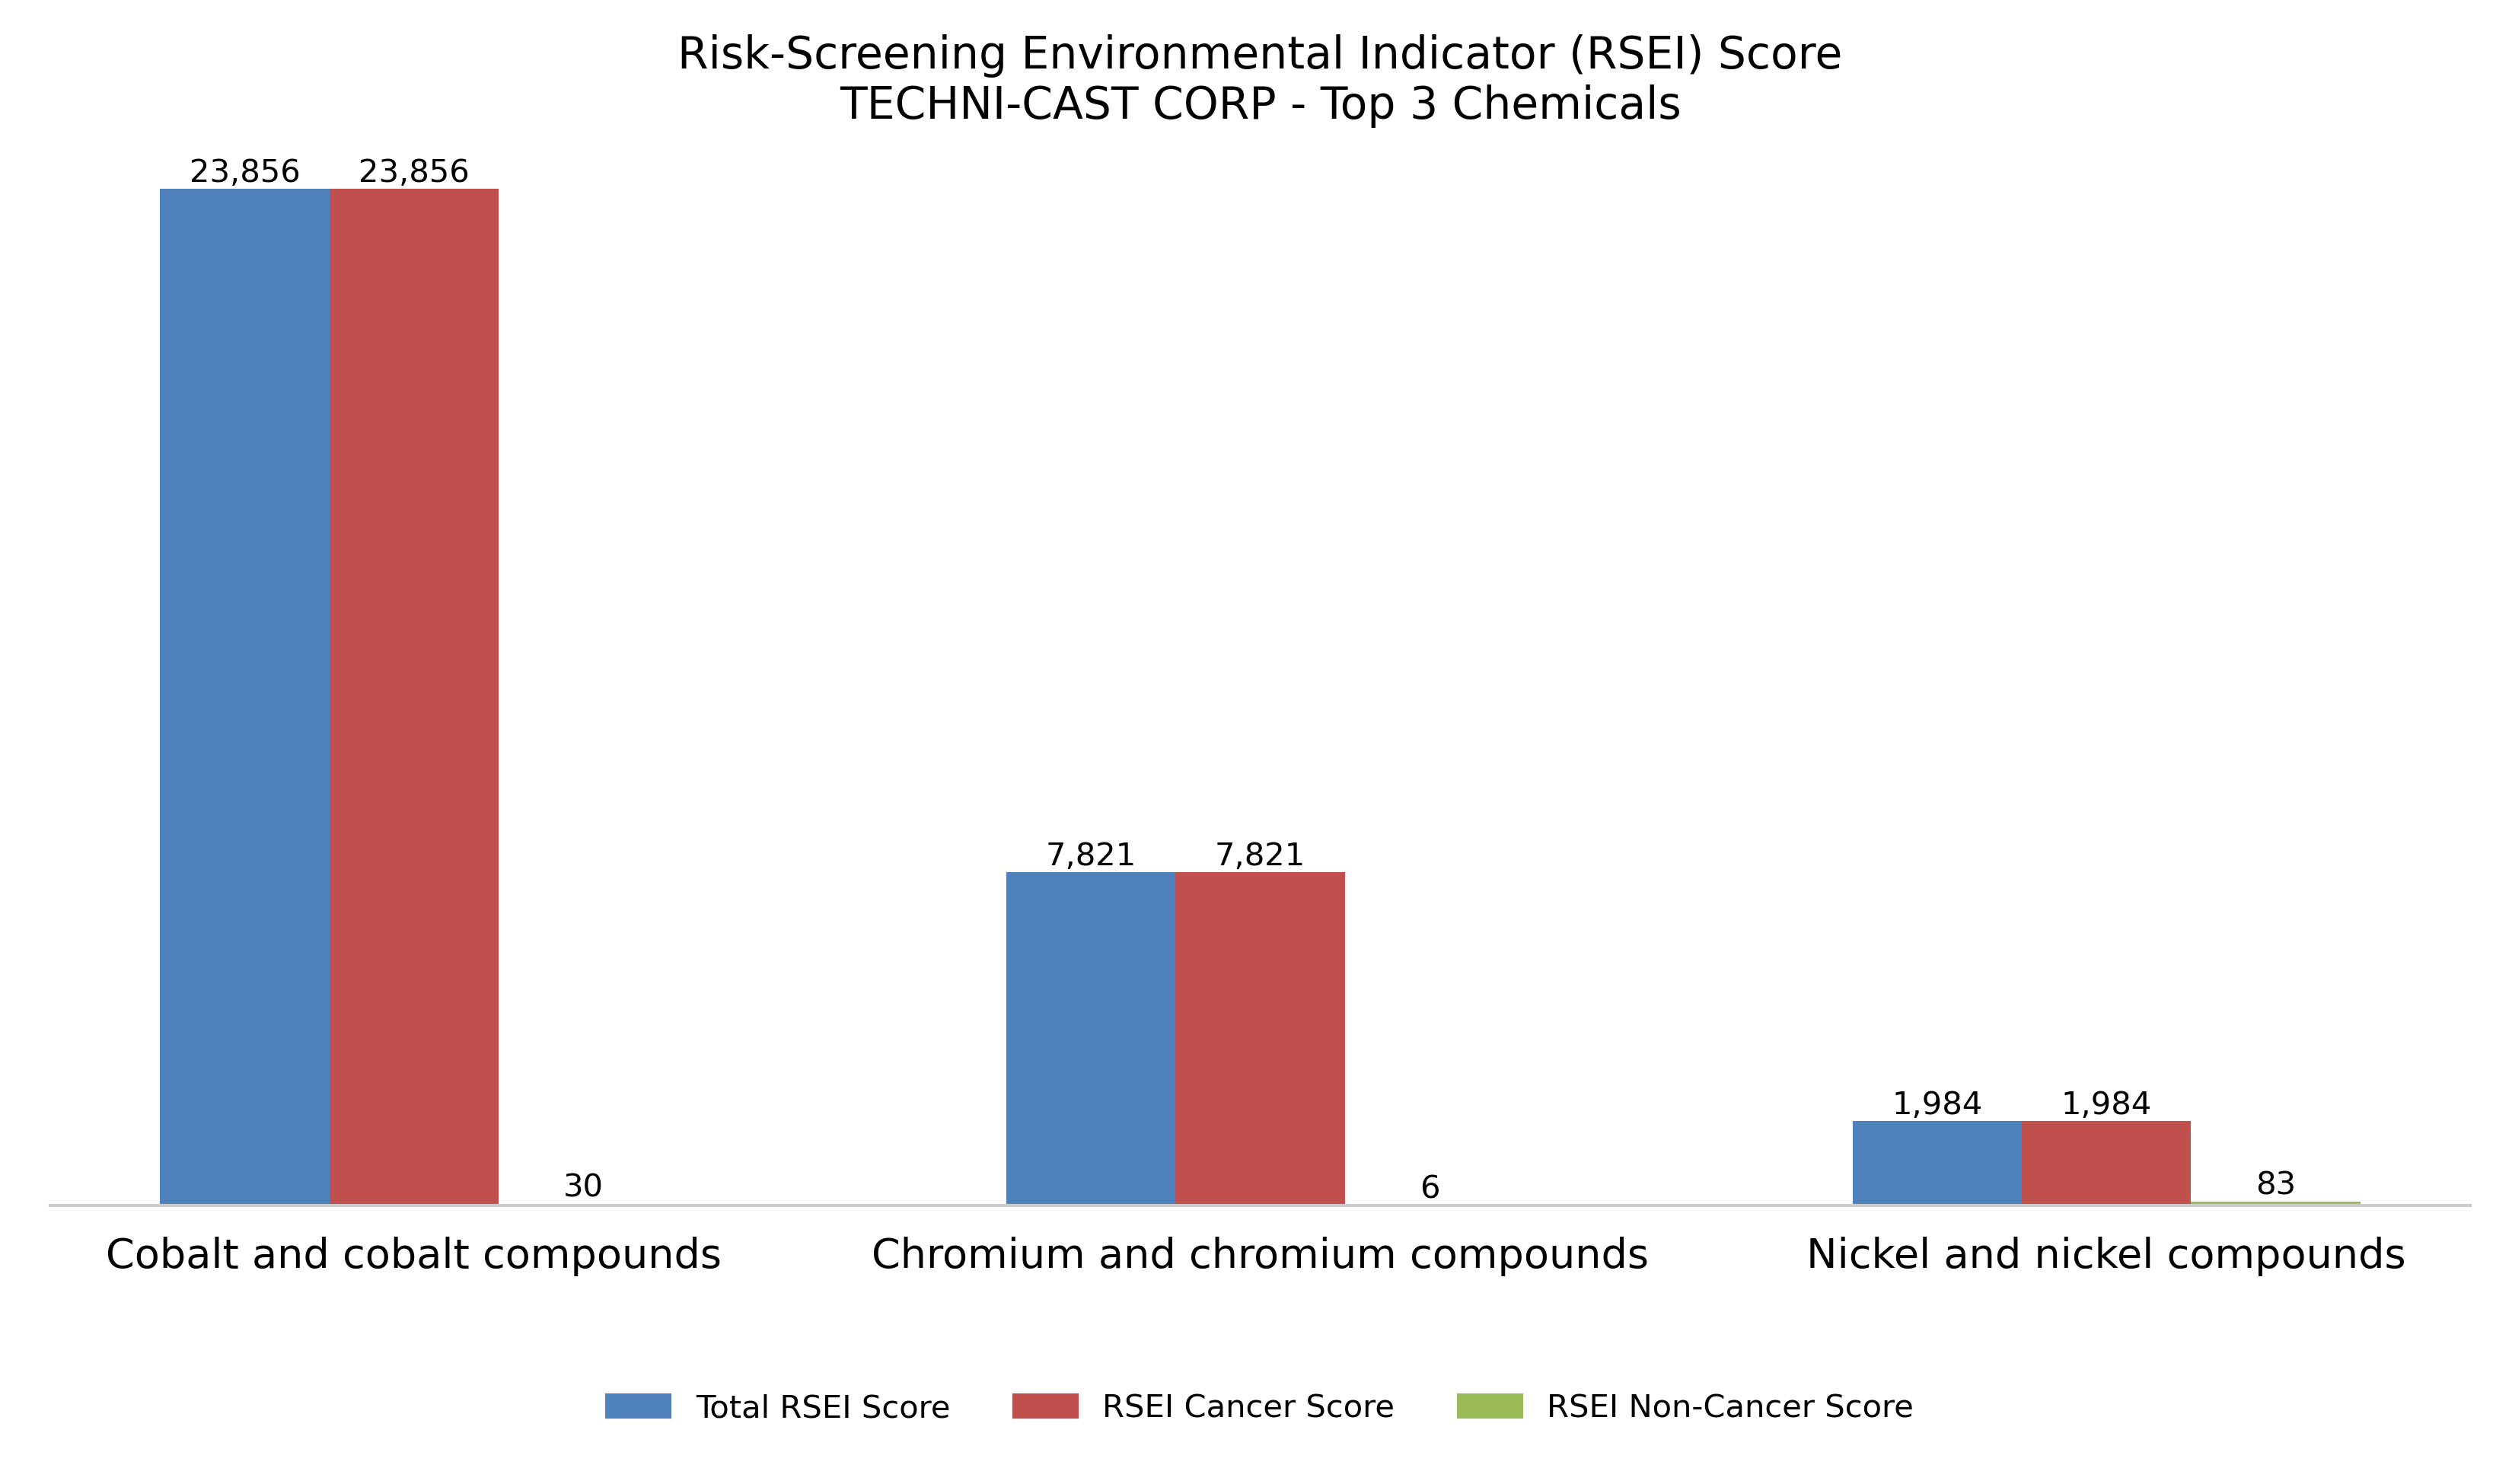 Risk-Screening Environmental Indicator (RSEI) Score
TECHNI-CAST CORP - Top 3 Chemicals
23,856 23,856 30
7,821 7,821 6
1,984 1,984 83
Cobalt and cobalt compounds
Chromium and chromium compounds
Nickel and nickel compounds
Total RSEI Score
RSEI Cancer Score
RSEI Non-Cancer Score